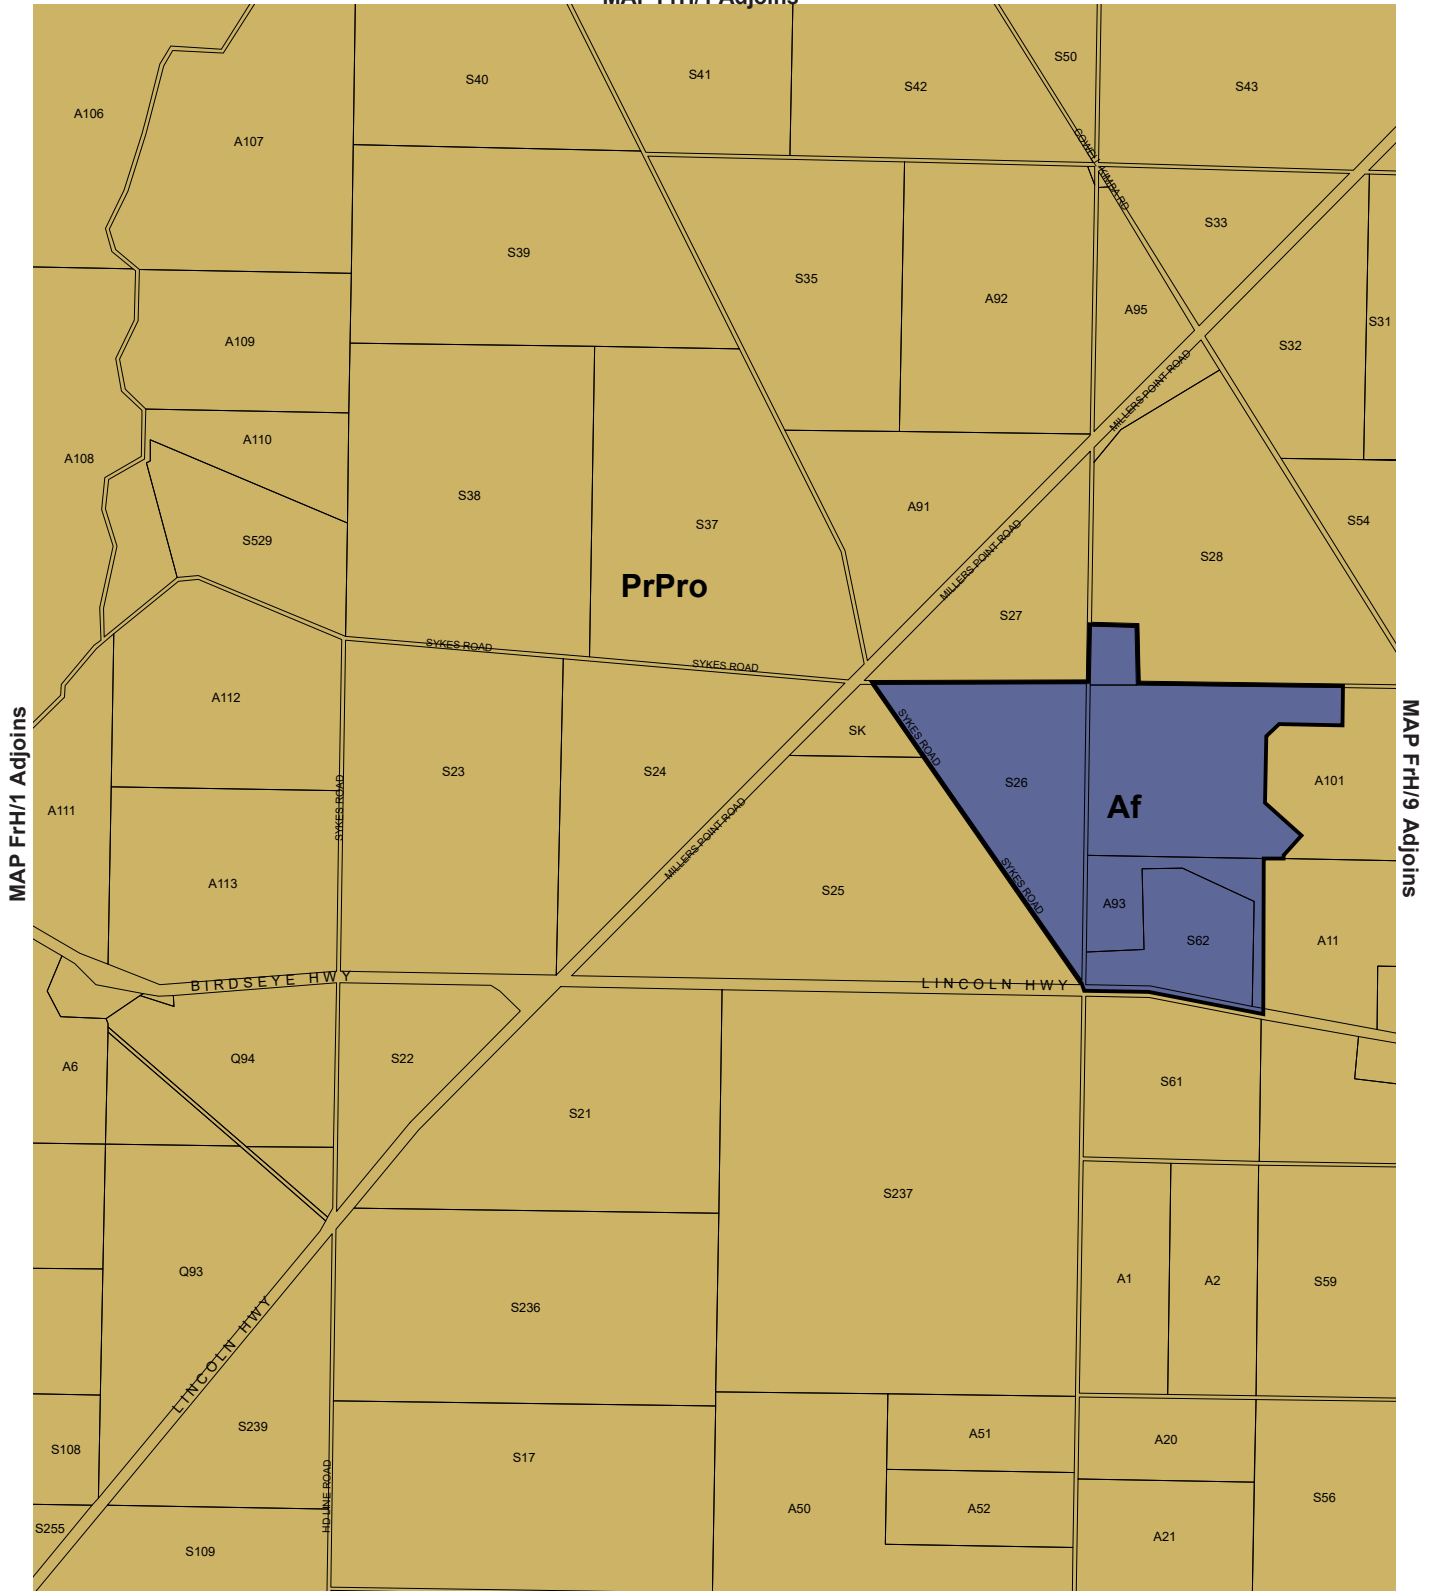 MAP FrH/1 Adjoins
S50
S40
S41
S42
S43
A106
A107
COWELL KIMBA RD
S33
S39
S35
A92
A95
S31
A109
S32
MILLERS POINT ROAD
A110
A108
S38
A91
S37
S54
S529
MILLERS POINT ROAD
S28
PrPro
S27
SYKES ROAD
SYKES ROAD
A112
SK
SYKES ROAD
S23
S24
S26
A101
MAP FrH/1 Adjoins
MAP FrH/9 Adjoins
A111
SYKES ROAD
Af
MILLERS POINT ROAD
A113
S25
SYKES ROAD
A93
S62
A11
BIRDSEYE HWY
LINCOLN HWY
A6
Q94
S22
S61
S21
S237
Q93
A1
A2
S59
S236
LINCOLN HWY
S239
S108
S17
A51
A20
HD LINE ROAD
A50
A52
S56
S255
A21
S109